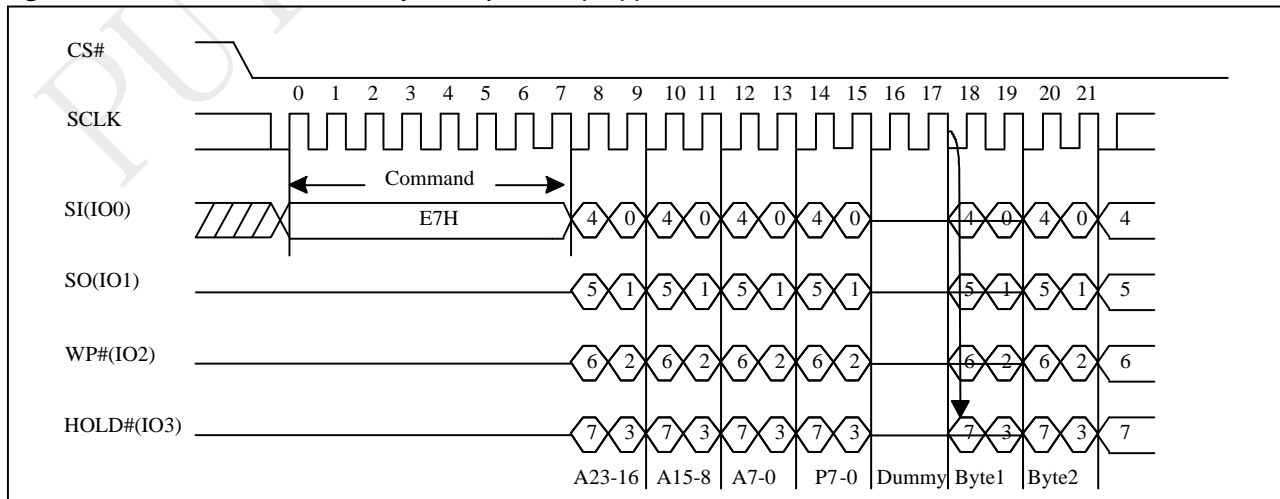 CS#
0 1 2 3 4 5 6 7 8 9 10 11 12 13 14 15 16 17 18 19 20 21
SCLK
Command
SI(IO0)
E7H
4 0 4 0 4 0 4 0 4 0 4 0 4
SO(IO1)
5 1 5 1 5 1 5 1 5 1 5 1 5
WP#(IO2)
6 2 6 2 6 2 6 2 6 2 6 2 6
HOLD#(IO3)
7 3 7 3 7 3 7 3 7 3 7 3 7
A23-16 A15-8 A7-0 P7-0 Dummy Byte1 Byte2